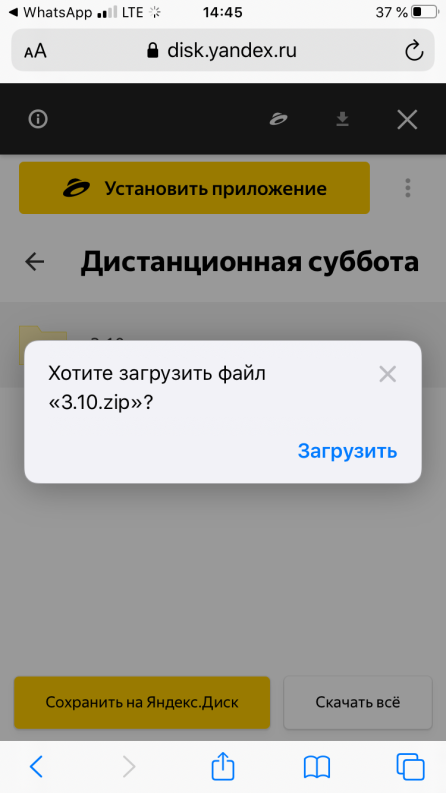 WhatsApp LTE 14:45 37 %
AA disk.yandex.ru
Установить приложение
Дистанционная суббота
Хотите загрузить файл
«3.10.zip»?
Загрузить
Сохранить на Яндекс.Диск Скачать всё